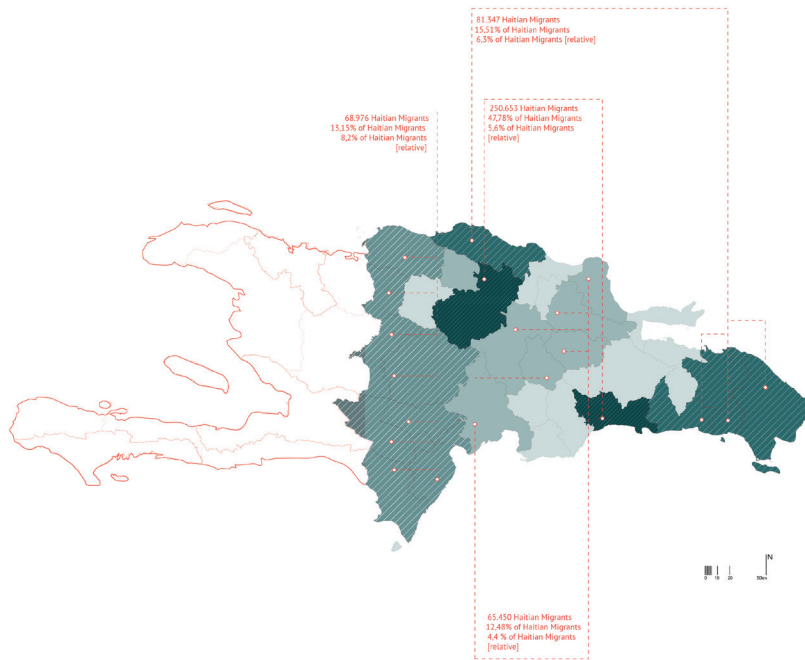 81.347 Haitian Migrants
15,51% of Haitian Migrants
6.3% of Haitian Migrants [relative]
250.653 Haitian Migrants
47,78% of Haitian Migrants
5,6% of Haitian Migrants
[relative]
68.976 Haitian Migrants
13,15% of Haitian Migrants
8,2% of Haitian Migrants
[relative]
N
0 10 20 50km
65.450 Haitian Migrants
12,48% of Haitian Migrants
4,4 % of Haitian Migrants
[relative]